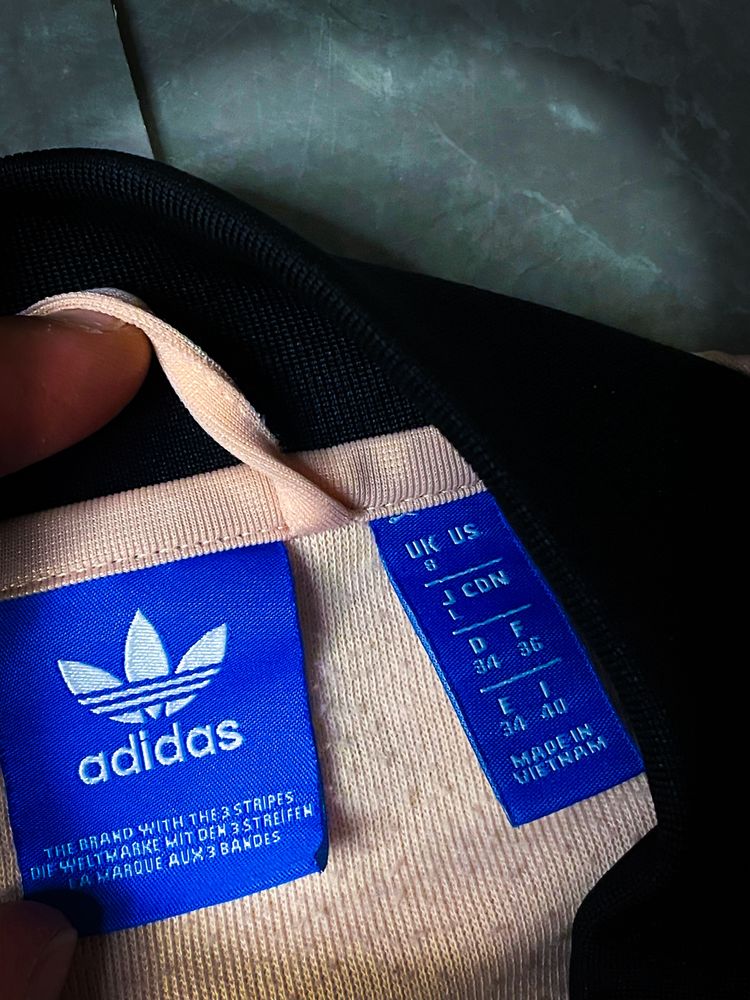 adidas
THE BRAND WITH THE 3 STRIPES
DIE WELTMARKE MIT DEN 3 STREIFEN
LA MARQUE AUX 3 BANDES
UK US
8
J CDN
L
D F
34 36
E I
34 40
MADE IN
VIETNAM